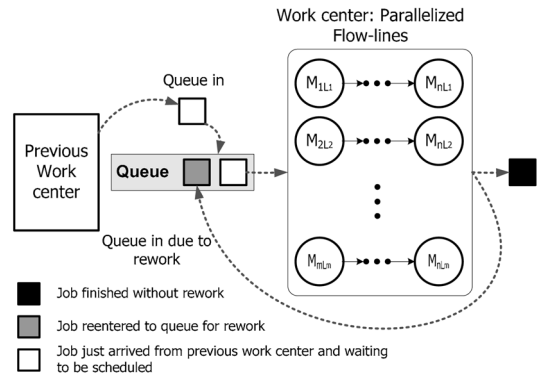 Work center: Parallelized
Flow-lines
Queue in
M1L1
MnL1
M2L2
MnL2
Previous
Work
center
Queue
Queue in due to
rework
MmLm
MnLm
Job finished without rework
Job reentered to queue for rework
Job just arrived from previous work center and waiting
to be scheduled